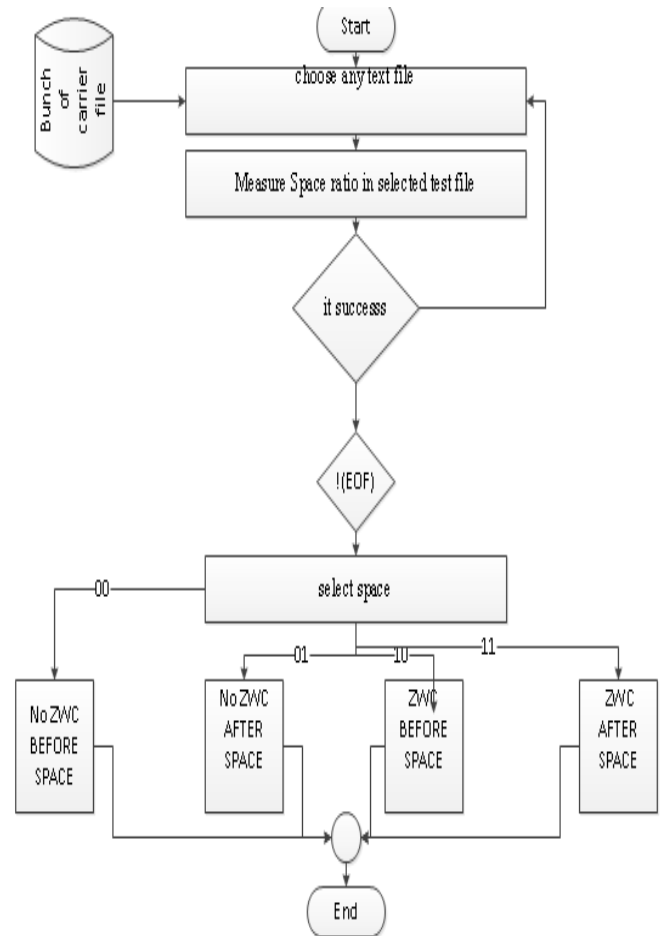 Start
Bunch
of
carrier
file
choose any text file
Measure Space ratio in selected test file
it successs
!(EOF)
select space
00
01
10
11
No ZWC
BEFORE
SPACE
No ZWC
AFTER
SPACE
ZWC
BEFORE
SPACE
ZWC
AFTER
SPACE
End